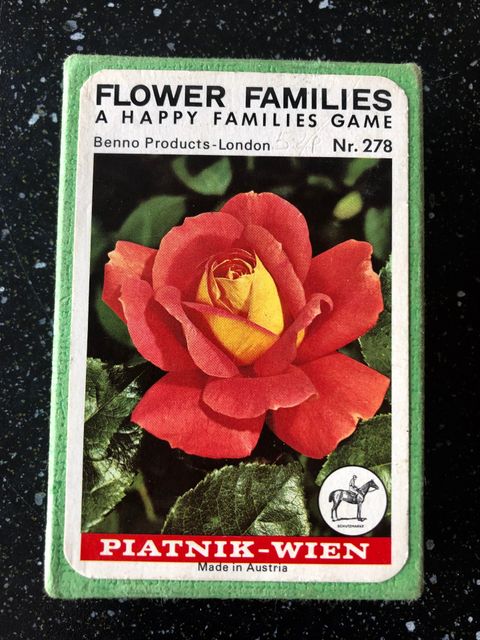 FLOWER FAMILIES
A HAPPY FAMILIES GAME
Benno Products-London Nr. 278
SCHUTZMARKE
PIATNIK-WIEN
Made in Austria